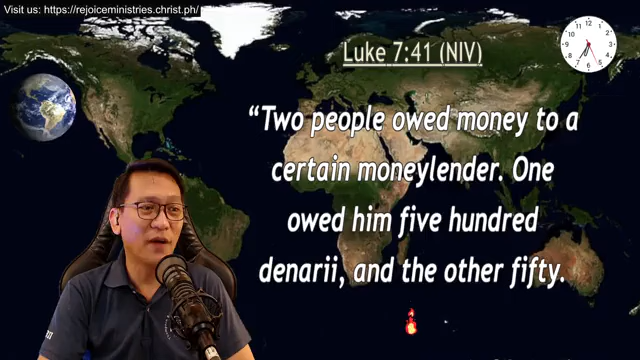 Visit us: https://rejoiceministries.christ.ph/
Luke 7:41 (NIV)
“Two people owed money to a
certain moneylender. One
owed him five hundred
denarii, and the other fifty.